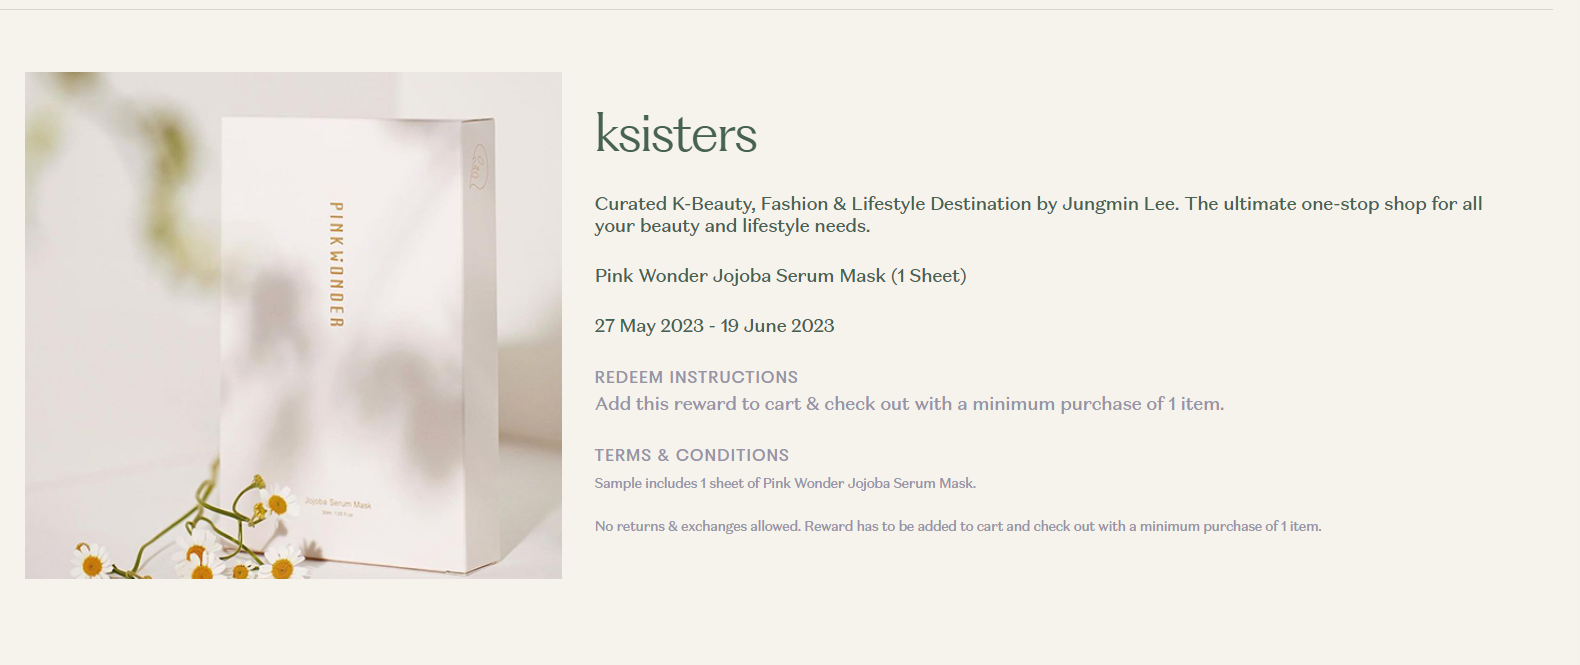 PINKWONDER
Jojoba Serum Mask
ksisters
Curated K-Beauty, Fashion & Lifestyle Destination by Jungmin Lee. The ultimate one-stop shop for all
your beauty and lifestyle needs.
Pink Wonder Jojoba Serum Mask (1 Sheet)
27 May 2023 - 19 June 2023
REDEEM INSTRUCTIONS
Add this reward to cart & check out with a minimum purchase of 1 item.
TERMS & CONDITIONS
Sample includes 1 sheet of Pink Wonder Jojoba Serum Mask.
No returns & exchanges allowed. Reward has to be added to cart and check out with a minimum purchase of 1 item.